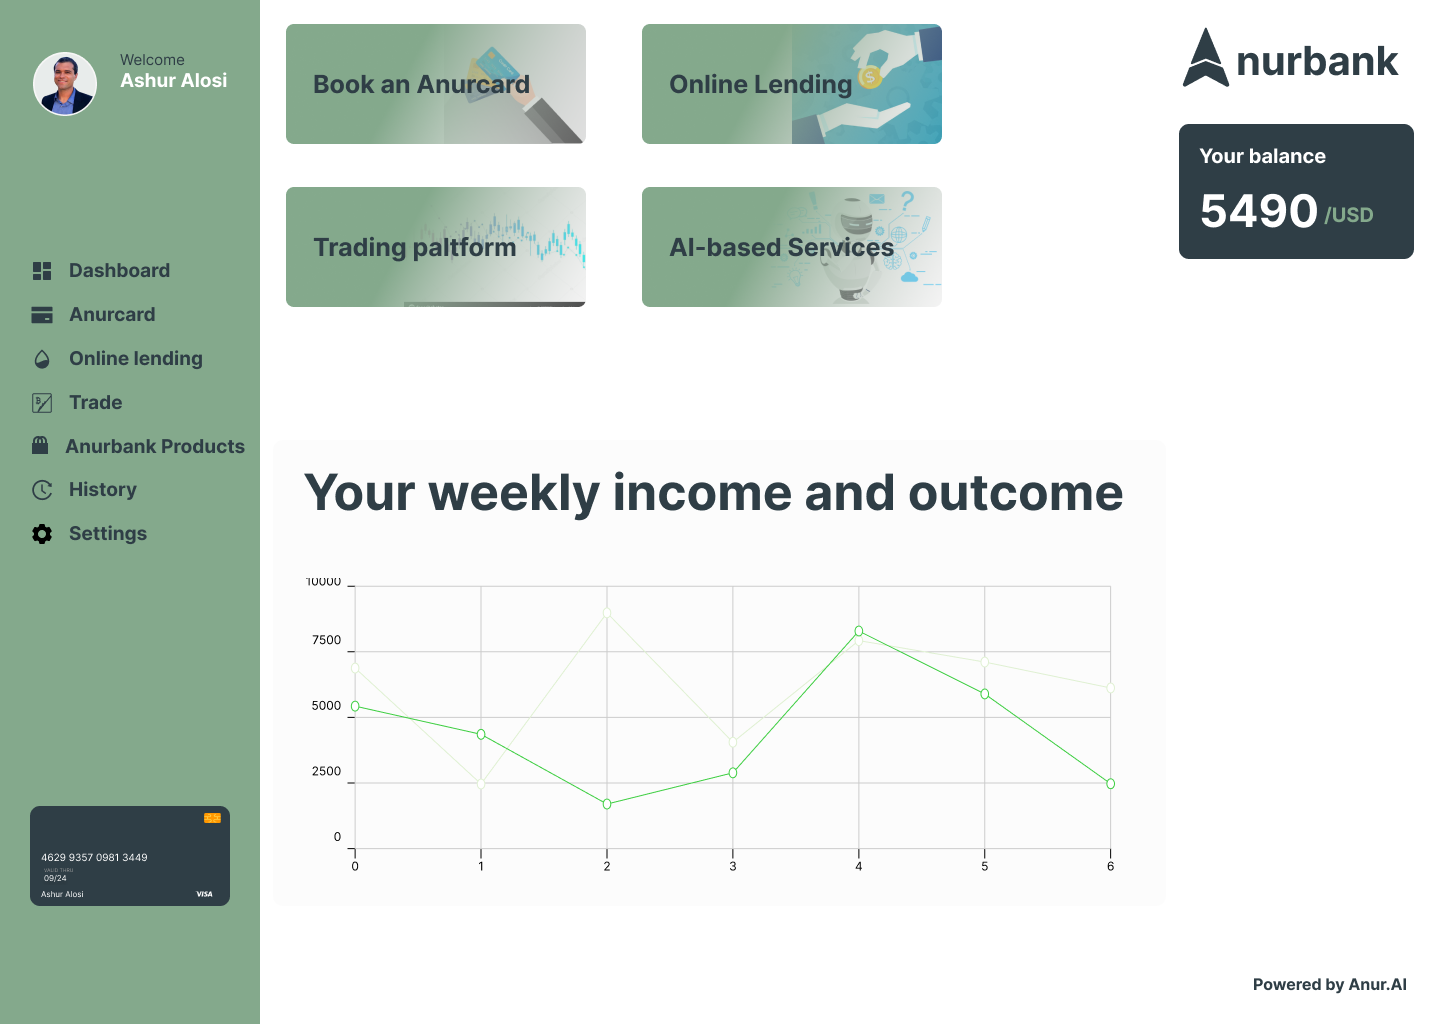 Welcome
Ashur Alosi
Dashboard
Anurcard
Online lending
Trade
Anurbank Products
History
Settings
4629 9357 0981 3449
VALID THRU
09/24
Ashur Alosi
VISA
Book an Anurcard
Online Lending
Trading paltform
AI-based Services
nurbank
Your balance
5490 /USD
Your weekly income and outcome
10000
7500
5000
2500
0
0 1 2 3 4 5 6
Powered by Anur.AI